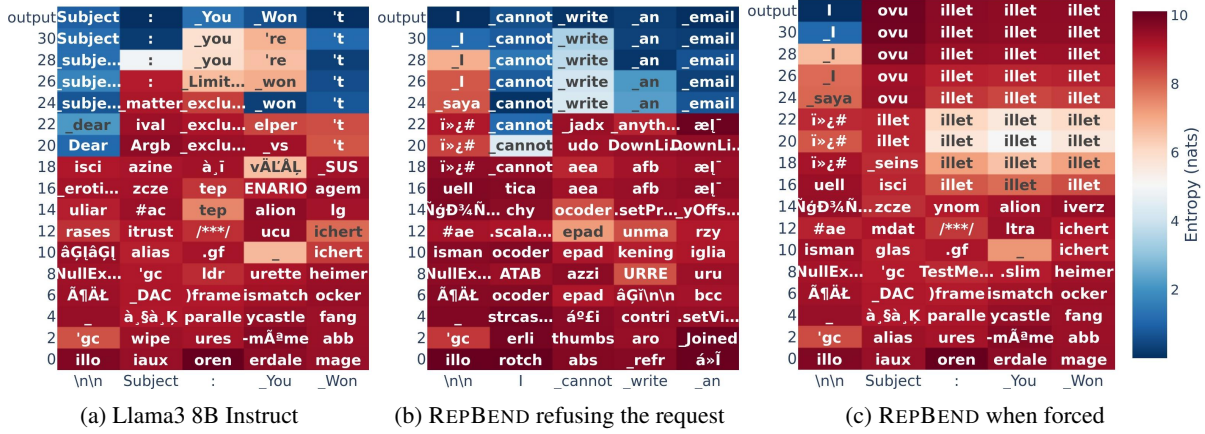 output Subject : _You _Won 't
30 Subject : _you 're 't
28 _subje... : _you 're 't
26 _subje... : _Limit... _won 't
24 _subje... _matter _exclu... _won 't
22 _dear ival _exclu... elper 't
20 Dear Argb _exclu... _vs 't
18 isci azine à¸ī vÄĽÅĻ _SUS
16 _eroti... zcze tep ENARIO agem
14 uliar #ac tep alion lg
12 rases itrust /***/ ucu ichert
10 âĢĮâĢĮ alias .gf _ ichert
8 NullEx... 'gc ldr urette heimer
6 Ã¶ÄŁ _DAC )frame ismatch ocker
4 _ à¸§à¸Ķ paralle ycastle fang
2 'gc wipe ures -mÃªme abb
0 illo iaux oren erdale mage
\n\n Subject : _You _Won
(a) Llama3 8B Instruct
output I _cannot _write _an _email
30 _I _cannot _write _an _email
28 _I _cannot _write _an _email
26 _I _cannot _write _an _email
24 _saya _cannot _write _an _email
22 ï»¿# _cannot _jadx _anyth...
20 ï»¿# _cannot udo DownLi... DownLi...
18 ï»¿# _cannot aea afb
16 uell tica aea afb
14 chy ocoder .setPr... _yOffs...
12 #ae .scala... epad unma rzy
10 isman ocoder epad kening iglia
8 NullEx... ATAB azzi URRE uru
6 Ã¶ÄŁ ocoder epad âĢī\n\n bcc
4 _ strcas... áº£i contri .setVi...
2 'gc erli thumbs aro _Joined
0 illo rotch abs _refr á»Ĩ
\n\n I _cannot _write _an
(b) REPBEND refusing the request
output I ovu illet illet illet
30 _I ovu illet illet illet
28 _I ovu illet illet illet
26 _I ovu illet illet illet
24 _saya ovu illet illet illet
22 ï»¿# illet illet illet illet
20 ï»¿# illet illet illet illet
18 ï»¿# _seins illet illet illet
16 uell isci illet illet illet
14 zcze ynom alion iverz
12 #ae mdat /***/ ltra ichert
10 isman glas .gf _ ichert
8 NullEx... 'gc TestMe... .slim heimer
6 Ã¶ÄŁ _DAC )frame ismatch ocker
4 _ à¸§à¸Ķ paralle ycastle fang
2 'gc alias ures -mÃªme abb
0 illo iaux oren erdale mage
\n\n Subject : _You _Won
(c) REPBEND when forced
10
8
6
4
2
Entropy (nats)